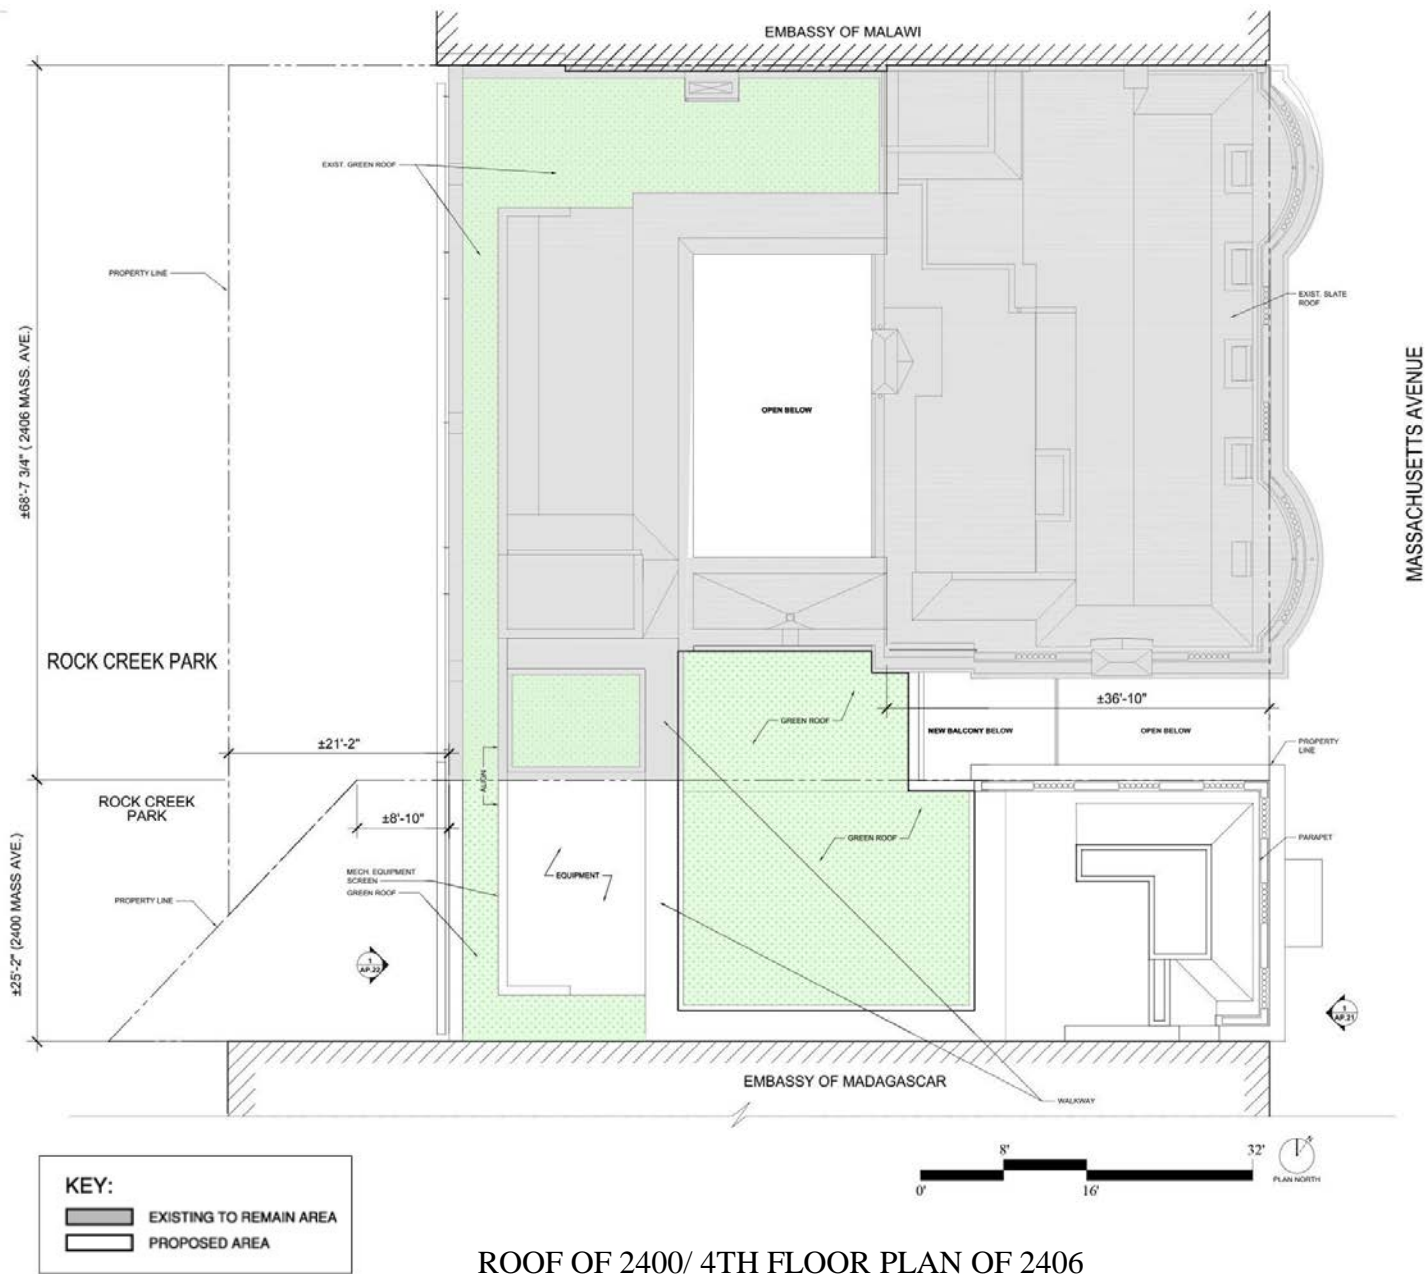 EMBASSY OF MALAWI
EXIST. GREEN ROOF
PROPERTY LINE
EXIST. SLATE
ROOF
±68'-7 3/4" ( 2406 MASS. AVE.)
MASSACHUSETTS AVENUE
OPEN BELOW
ROCK CREEK PARK
±36'-10"
GREEN ROOF
NEW BALCONY BELOW
OPEN BELOW
±21'-2"
PROPERTY
LINE
ALIGN
ROCK CREEK
PARK
±8'-10"
GREEN ROOF
PARAPET
±25'-2" (2400 MASS AVE.)
MECH. EQUIPMENT
SCREEN
GREEN ROOF
EQUIPMENT
PROPERTY LINE
1
AP.22
1
AP.21
EMBASSY OF MADAGASCAR
WALKWAY
8'
32'
0'
16'
N
PLAN NORTH
KEY:
EXISTING TO REMAIN AREA
PROPOSED AREA
ROOF OF 2400/ 4TH FLOOR PLAN OF 2406